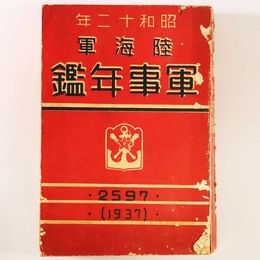 昭和十二年
陸海軍
軍事年鑑
・2597・
・(1937)・